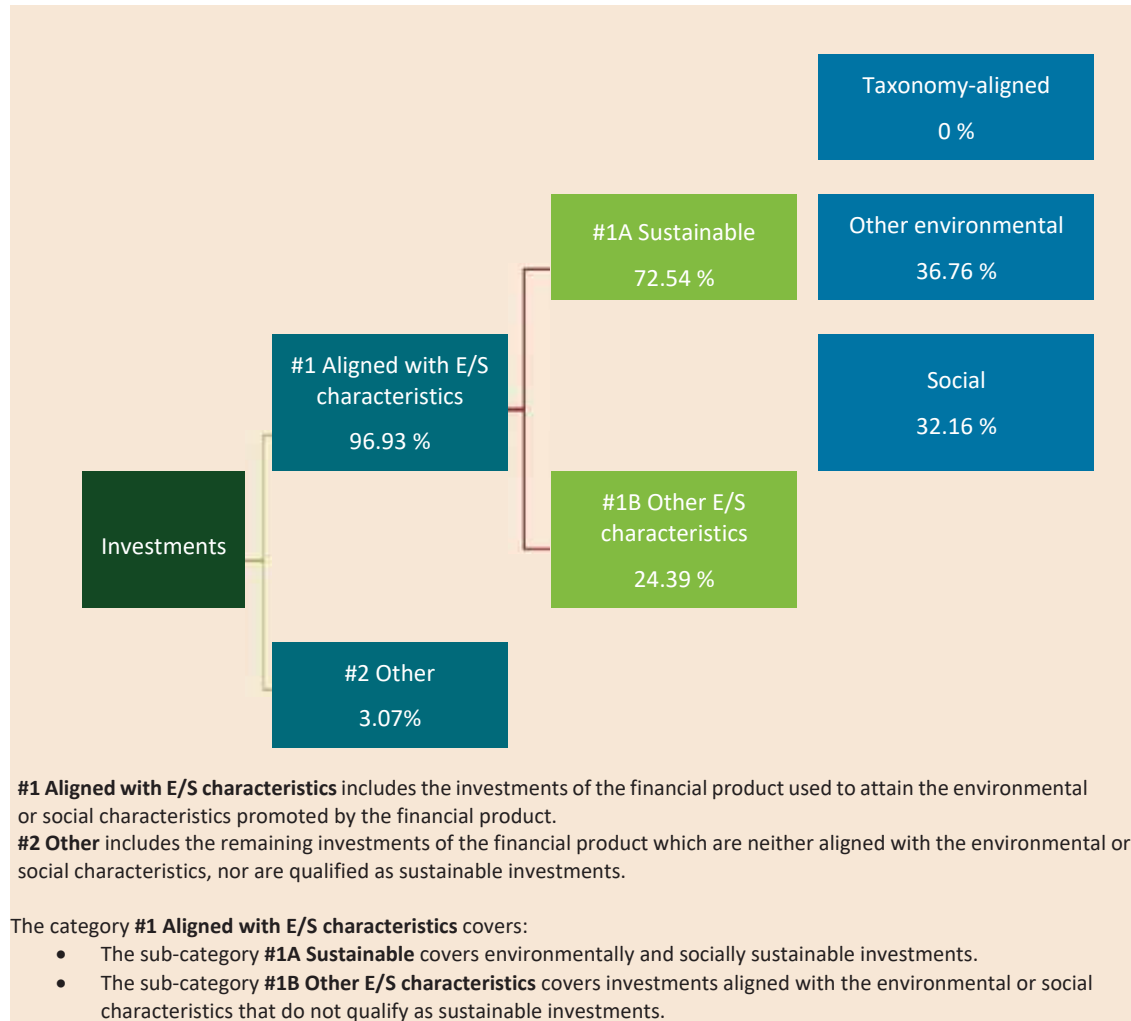 Taxonomy-aligned
0 %
#1A Sustainable
72.54 %
Other environmental
36.76 %
#1 Aligned with E/S
characteristics
96.93 %
Social
32.16 %
Investments
#1B Other E/S
characteristics
24.39 %
#2 Other
3.07%
#1 Aligned with E/S characteristics includes the investments of the financial product used to attain the environmental
or social characteristics promoted by the financial product.
#2 Other includes the remaining investments of the financial product which are neither aligned with the environmental or
social characteristics, nor are qualified as sustainable investments.
The category #1 Aligned with E/S characteristics covers:
• The sub-category #1A Sustainable covers environmentally and socially sustainable investments.
• The sub-category #1B Other E/S characteristics covers investments aligned with the environmental or social
characteristics that do not qualify as sustainable investments.